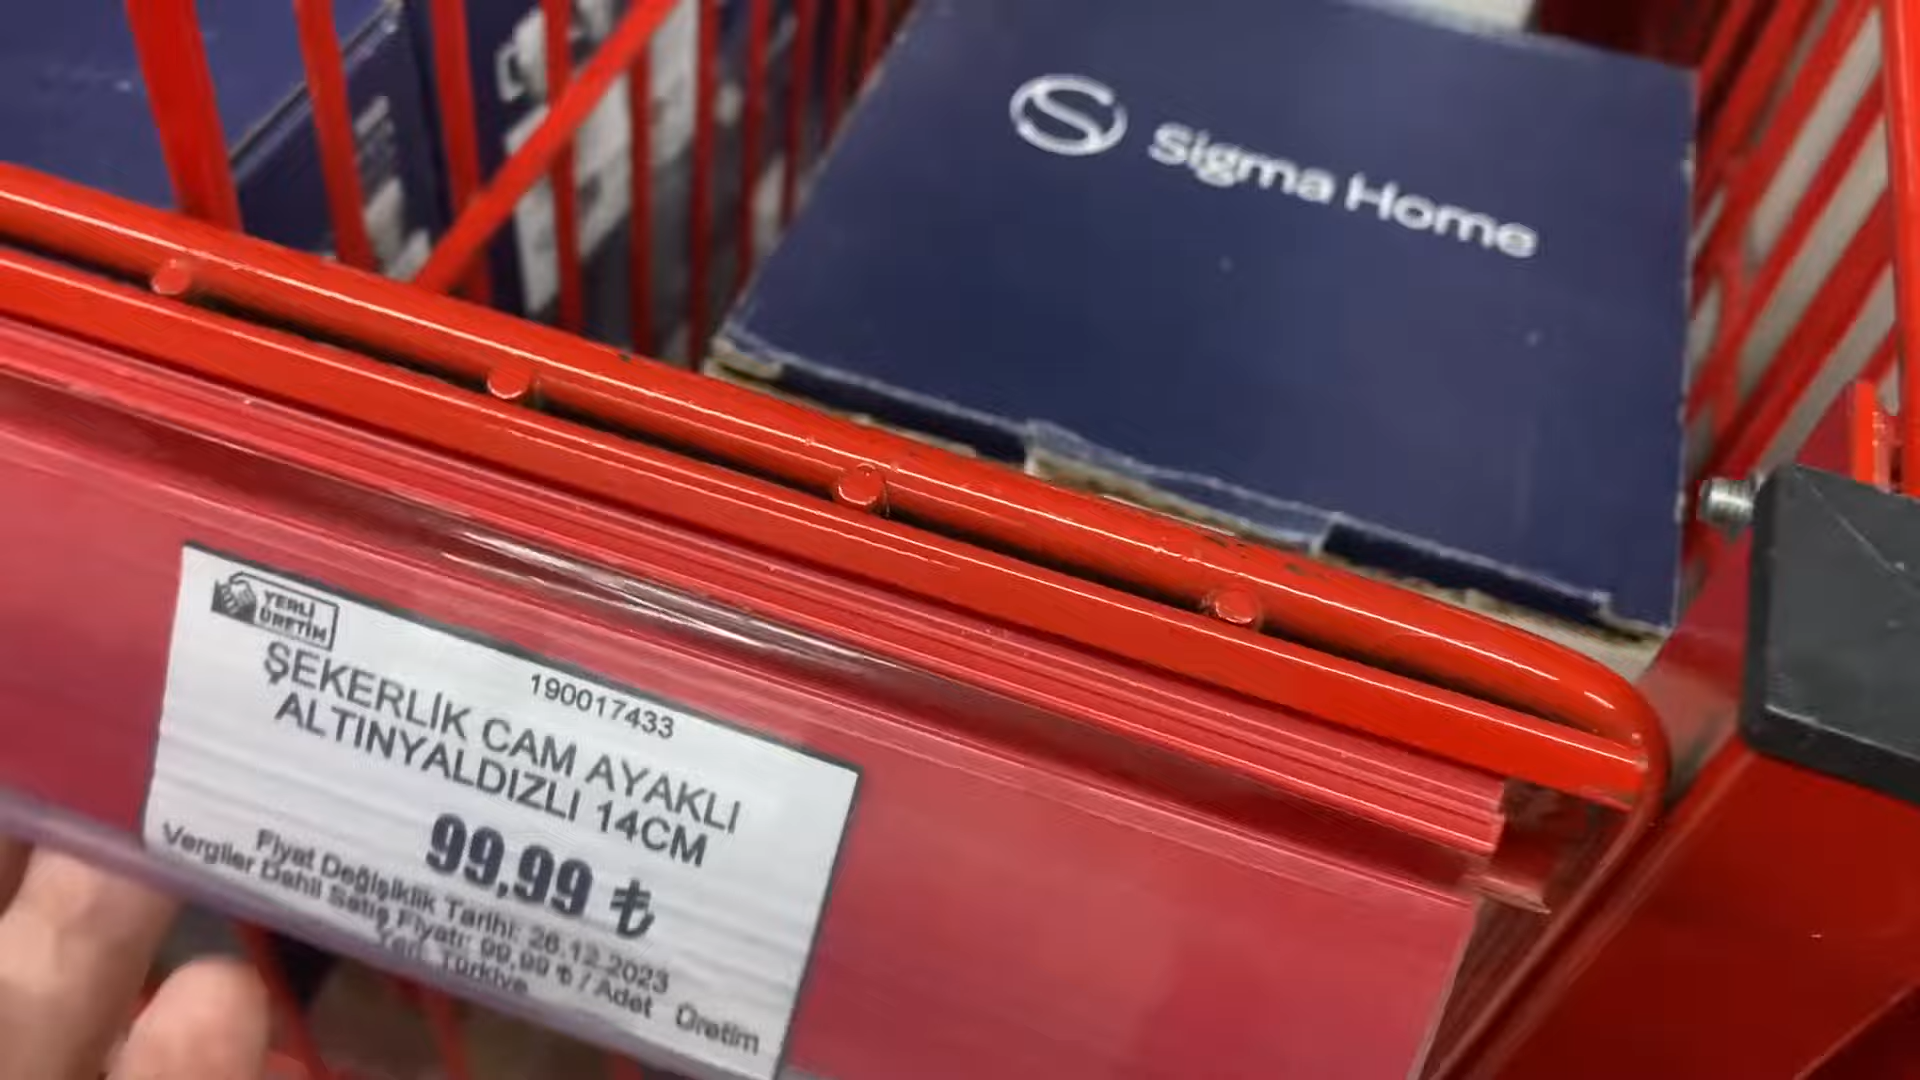 Sigma Home
YERLİ
ÜRETİM
190017433
ŞEKERLİK CAM AYAKLI
ALTINYALDIZLI 14CM
99,99 ₺
Fiyat Değişiklik Tarihi: 26.12.2023
Vergiler Dahil Satış Fiyatı: 99,99 ₺ / Adet Üretim
Yeri: Türkiye